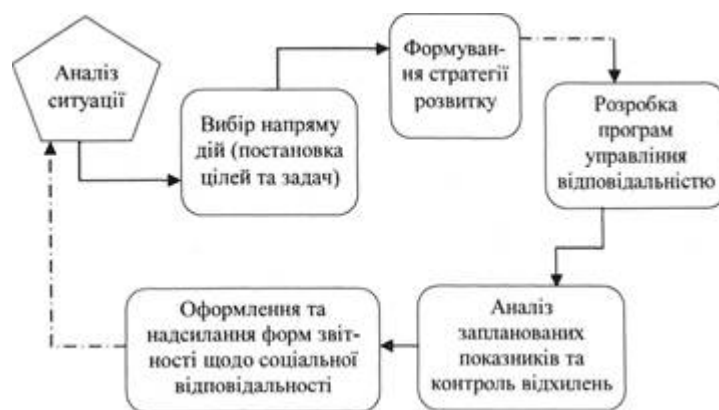 Аналіз
ситуації
Вибір напряму
дій (постановка
цілей та задач)
Формуван-
ня стратегії
розвитку
Розробка
програм
управління
відповідальністю
Аналіз
запланованих
показників та
контроль відхилень
Оформлення та
надсилання форм звіт-
ності щодо соціальної
відповідальності